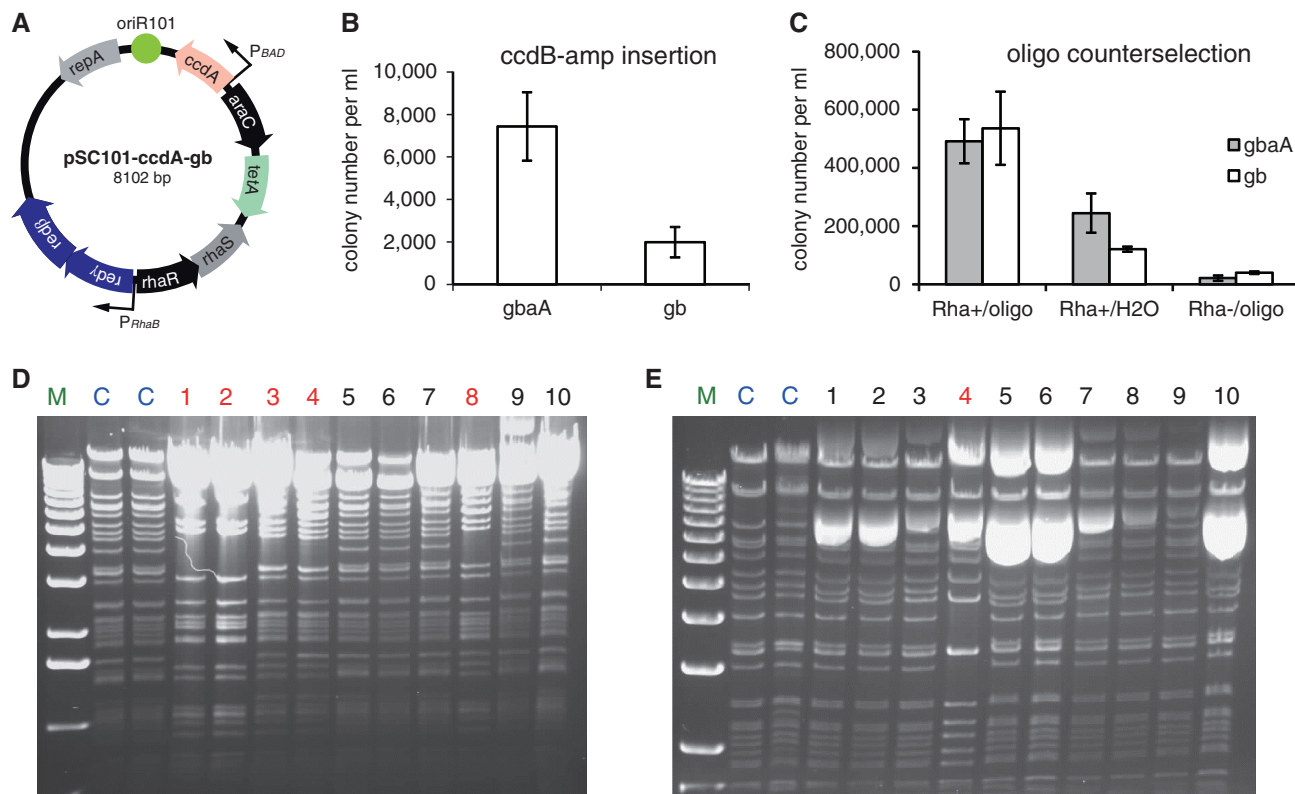 A
oriR101
repA
ccdA
PBAD
araC
pSC101-ccdA-gb
8102 bp
tetA
redβ
redγ
rhaR
rhaS
PRhaB
B
ccdB-amp insertion
colony number per ml
10,000
8,000
6,000
4,000
2,000
0
gbaA
gb
C
oligo counterselection
colony number per ml
800,000
600,000
400,000
200,000
0
gbaA
gb
Rha+/oligo
Rha+/H2O
Rha-/oligo
D
M C C 1 2 3 4 5 6 7 8 9 10
E
M C C 1 2 3 4 5 6 7 8 9 10